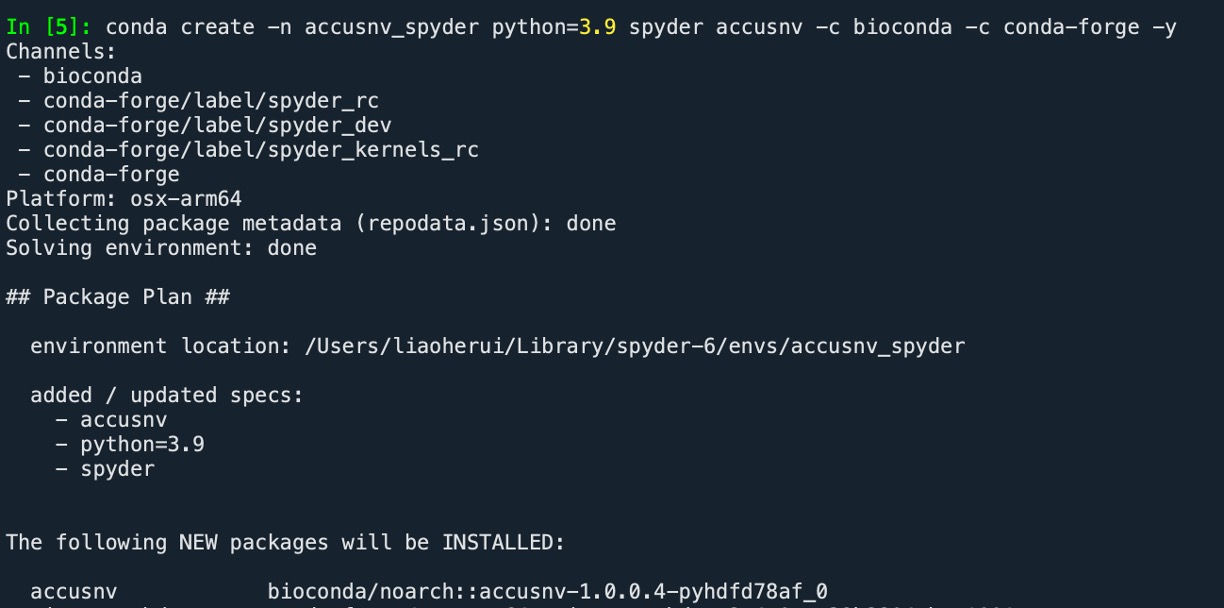 In [5]: conda create -n accusnv_spyder python=3.9 spyder accusnv -c bioconda -c conda-forge -y
Channels:
 - bioconda
 - conda-forge/label/spyder_rc
 - conda-forge/label/spyder_dev
 - conda-forge/label/spyder_kernels_rc
 - conda-forge
Platform: osx-arm64
Collecting package metadata (repodata.json): done
Solving environment: done
## Package Plan ##
  environment location: /Users/liaoherui/Library/spyder-6/envs/accusnv_spyder
  added / updated specs:
    - accusnv
    - python=3.9
    - spyder
The following NEW packages will be INSTALLED:
  accusnv            bioconda/noarch::accusnv-1.0.0.4-pyhdfd78af_0